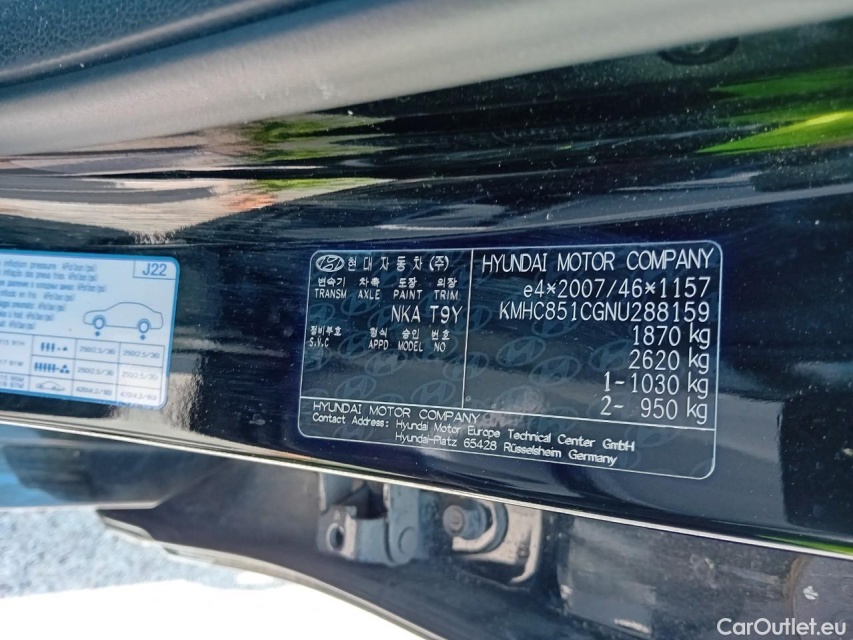 J22
현대자동차(주)
변속기 차축 도장 의장
TRANSM AXLE PAINT TRIM
NKA T9Y
정비부호 형식 승인 번호
S.V.C APPD MODEL NO
HYUNDAI MOTOR COMPANY
e4*2007/46*1157
KMHC851CGNU288159
1870 kg
2620 kg
1- 1030 kg
2- 950 kg
HYUNDAI MOTOR COMPANY
Contact Address: Hyundai Motor Europe Technical Center GmbH
Hyundai-Platz 65428 Rüsselsheim Germany
CarOutlet.eu